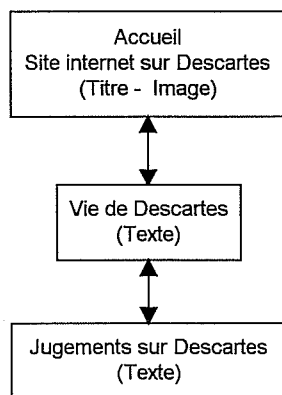 Accueil
Site internet sur Descartes
(Titre - Image)
Vie de Descartes
(Texte)
Jugements sur Descartes
(Texte)